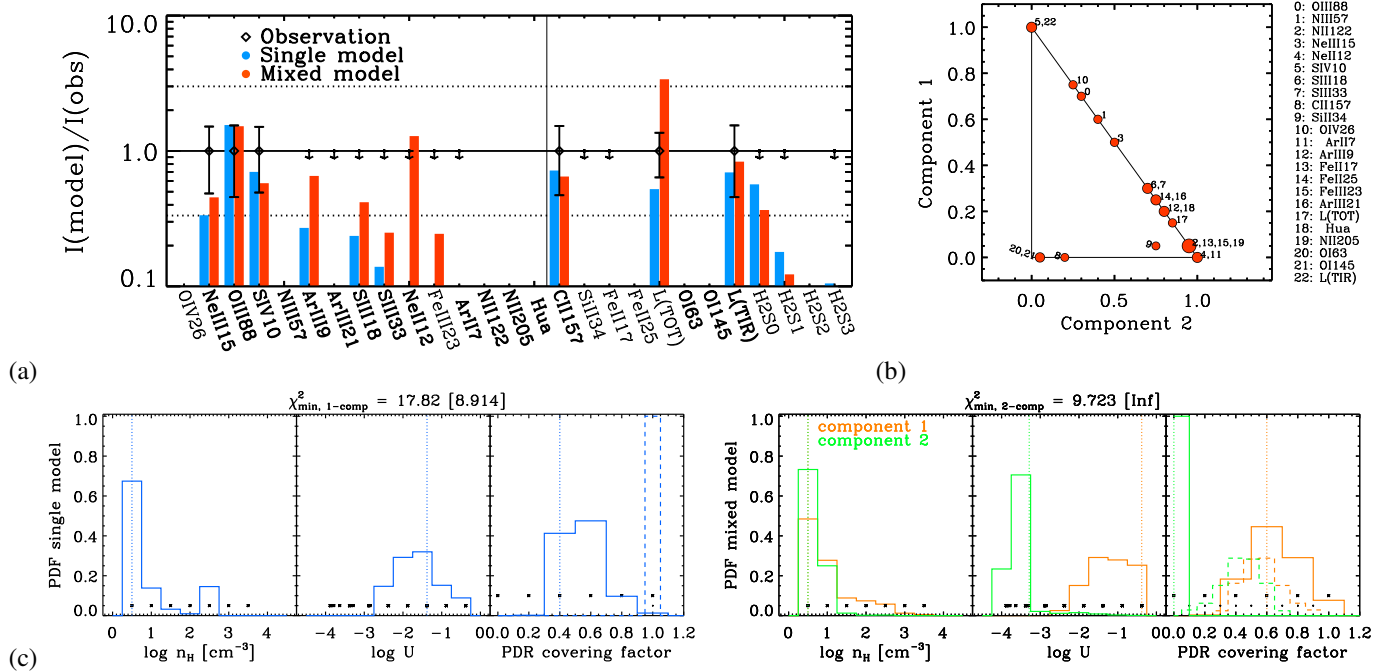 10.0
1.0
0.1
I(model)/I(obs)
Observation
Single model
Mixed model
OIV26
NeIII15
OIII88
SIV10
NIII57
ArIII9
ArIII21
SIII18
SIII33
NeII12
FeIII23
ArII7
NII122
NII205
Hua
CII157
SiII34
FeII17
FeII25
L(TOT)
OI63
OI145
L(TIR)
H2S0
H2S1
H2S2
H2S3
(a)
1.0
0.8
0.6
0.4
0.2
0.0
Component 1
5,22
10
0
1
3
6,7
14,16
12,18
17
2,13,15,19
9
4,11
8
0.0 0.5 1.0
Component 2
0: OIII88
1: NIII57
2: NII122
3: NeIII15
4: NeII12
5: SIV10
6: SIII18
7: SIII33
8: CII157
9: SiII34
10: OIV26
11: ArII7
12: ArIII9
13: FeII17
14: FeII25
15: FeIII23
16: ArIII21
17: L(TOT)
18: Hua
19: NII205
20: OI63
21: OI145
22: L(TIR)
(b)
χ²min, 1-comp = 17.82 [8.914]
1.0
0.8
0.6
0.4
0.2
0.0
PDF single model
0 1 2 3 4
log nH [cm-3]
-4 -3 -2 -1
log U
0.0 0.2 0.4 0.6 0.8 1.0 1.2
PDR covering factor
χ²min, 2-comp = 9.723 [Inf]
component 1
component 2
1.0
0.8
0.6
0.4
0.2
0.0
PDF mixed model
0 1 2 3 4
log nH [cm-3]
-4 -3 -2 -1
log U
0.0 0.2 0.4 0.6 0.8 1.0 1.2
PDR covering factor
(c)